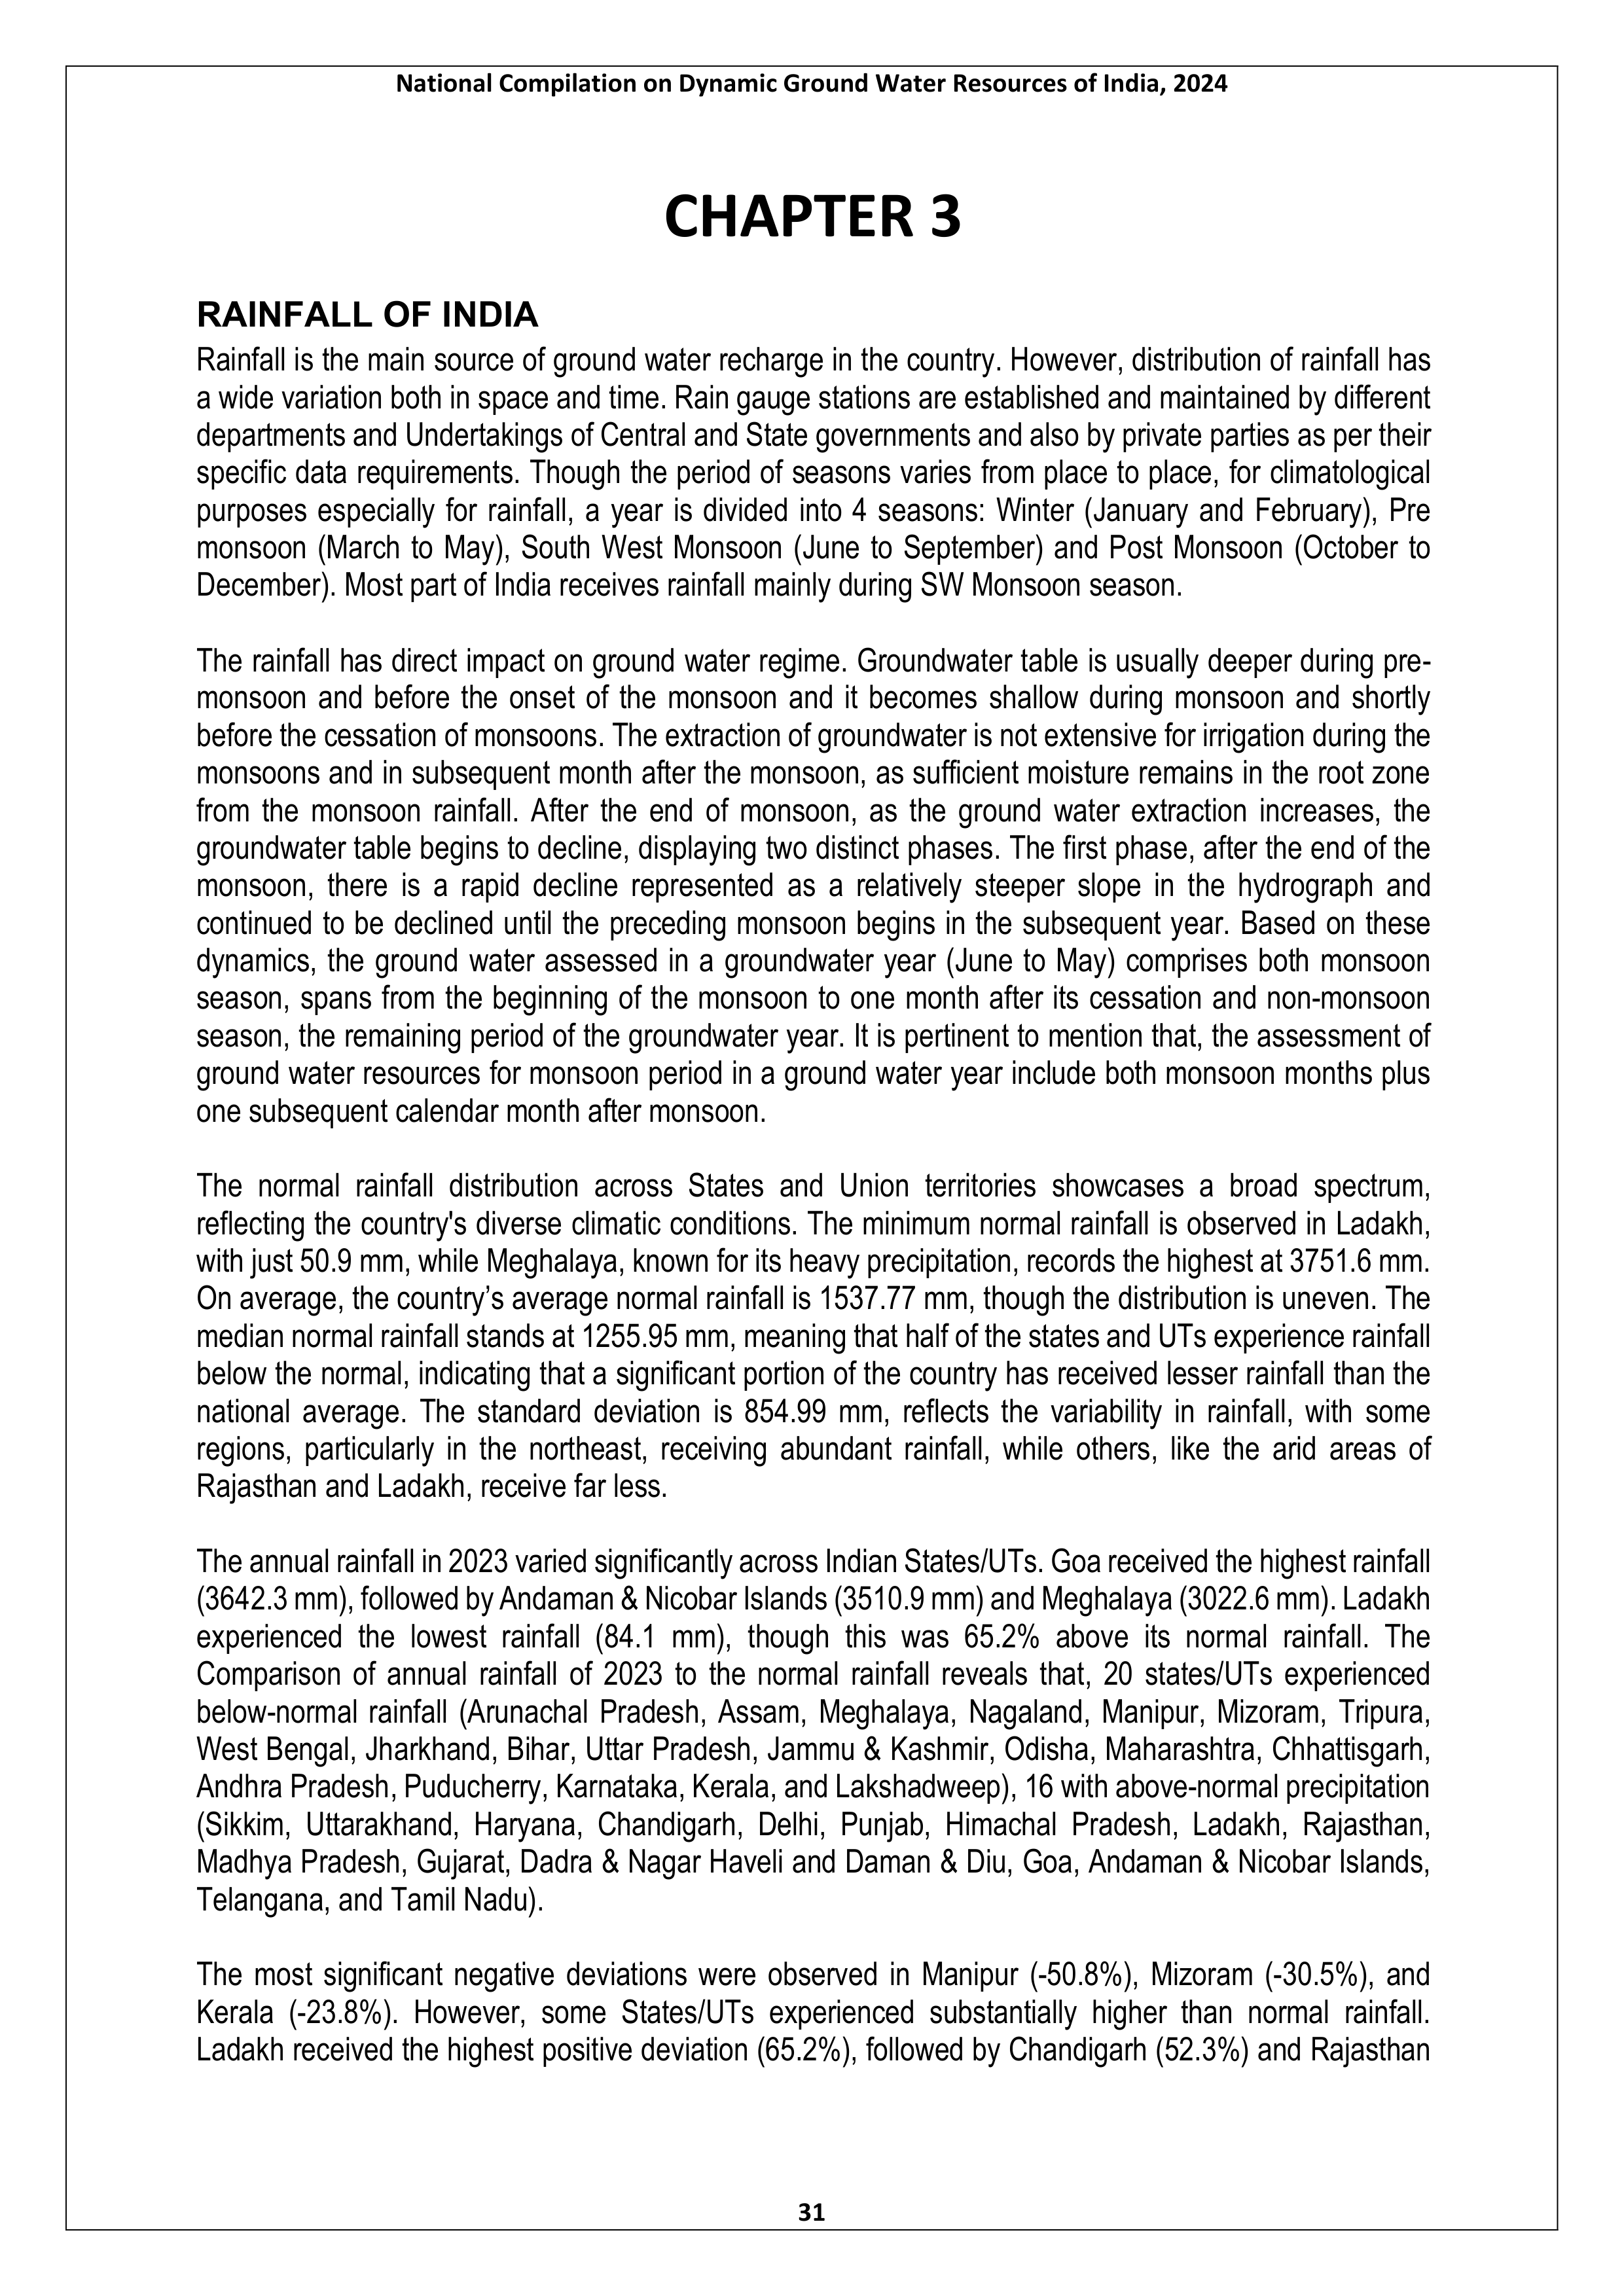 National Compilation on Dynamic Ground Water Resources of India, 2024
CHAPTER 3
RAINFALL OF INDIA
Rainfall is the main source of ground water recharge in the country. However, distribution of rainfall has
a wide variation both in space and time. Rain gauge stations are established and maintained by different
departments and Undertakings of Central and State governments and also by private parties as per their
specific data requirements. Though the period of seasons varies from place to place, for climatological
purposes especially for rainfall, a year is divided into 4 seasons: Winter (January and February), Pre
monsoon (March to May), South West Monsoon (June to September) and Post Monsoon (October to
December). Most part of India receives rainfall mainly during SW Monsoon season.
The rainfall has direct impact on ground water regime. Groundwater table is usually deeper during pre-
monsoon and before the onset of the monsoon and it becomes shallow during monsoon and shortly
before the cessation of monsoons. The extraction of groundwater is not extensive for irrigation during the
monsoons and in subsequent month after the monsoon, as sufficient moisture remains in the root zone
from the monsoon rainfall. After the end of monsoon, as the ground water extraction increases, the
groundwater table begins to decline, displaying two distinct phases. The first phase, after the end of the
monsoon, there is a rapid decline represented as a relatively steeper slope in the hydrograph and
continued to be declined until the preceding monsoon begins in the subsequent year. Based on these
dynamics, the ground water assessed in a groundwater year (June to May) comprises both monsoon
season, spans from the beginning of the monsoon to one month after its cessation and non-monsoon
season, the remaining period of the groundwater year. It is pertinent to mention that, the assessment of
ground water resources for monsoon period in a ground water year include both monsoon months plus
one subsequent calendar month after monsoon.
The normal rainfall distribution across States and Union territories showcases a broad spectrum,
reflecting the country's diverse climatic conditions. The minimum normal rainfall is observed in Ladakh,
with just 50.9 mm, while Meghalaya, known for its heavy precipitation, records the highest at 3751.6 mm.
On average, the country’s average normal rainfall is 1537.77 mm, though the distribution is uneven. The
median normal rainfall stands at 1255.95 mm, meaning that half of the states and UTs experience rainfall
below the normal, indicating that a significant portion of the country has received lesser rainfall than the
national average. The standard deviation is 854.99 mm, reflects the variability in rainfall, with some
regions, particularly in the northeast, receiving abundant rainfall, while others, like the arid areas of
Rajasthan and Ladakh, receive far less.
The annual rainfall in 2023 varied significantly across Indian States/UTs. Goa received the highest rainfall
(3642.3 mm), followed by Andaman & Nicobar Islands (3510.9 mm) and Meghalaya (3022.6 mm). Ladakh
experienced the lowest rainfall (84.1 mm), though this was 65.2% above its normal rainfall. The
Comparison of annual rainfall of 2023 to the normal rainfall reveals that, 20 states/UTs experienced
below-normal rainfall (Arunachal Pradesh, Assam, Meghalaya, Nagaland, Manipur, Mizoram, Tripura,
West Bengal, Jharkhand, Bihar, Uttar Pradesh, Jammu & Kashmir, Odisha, Maharashtra, Chhattisgarh,
Andhra Pradesh, Puducherry, Karnataka, Kerala, and Lakshadweep), 16 with above-normal precipitation
(Sikkim, Uttarakhand, Haryana, Chandigarh, Delhi, Punjab, Himachal Pradesh, Ladakh, Rajasthan,
Madhya Pradesh, Gujarat, Dadra & Nagar Haveli and Daman & Diu, Goa, Andaman & Nicobar Islands,
Telangana, and Tamil Nadu).
The most significant negative deviations were observed in Manipur (-50.8%), Mizoram (-30.5%), and
Kerala (-23.8%). However, some States/UTs experienced substantially higher than normal rainfall.
Ladakh received the highest positive deviation (65.2%), followed by Chandigarh (52.3%) and Rajasthan
31